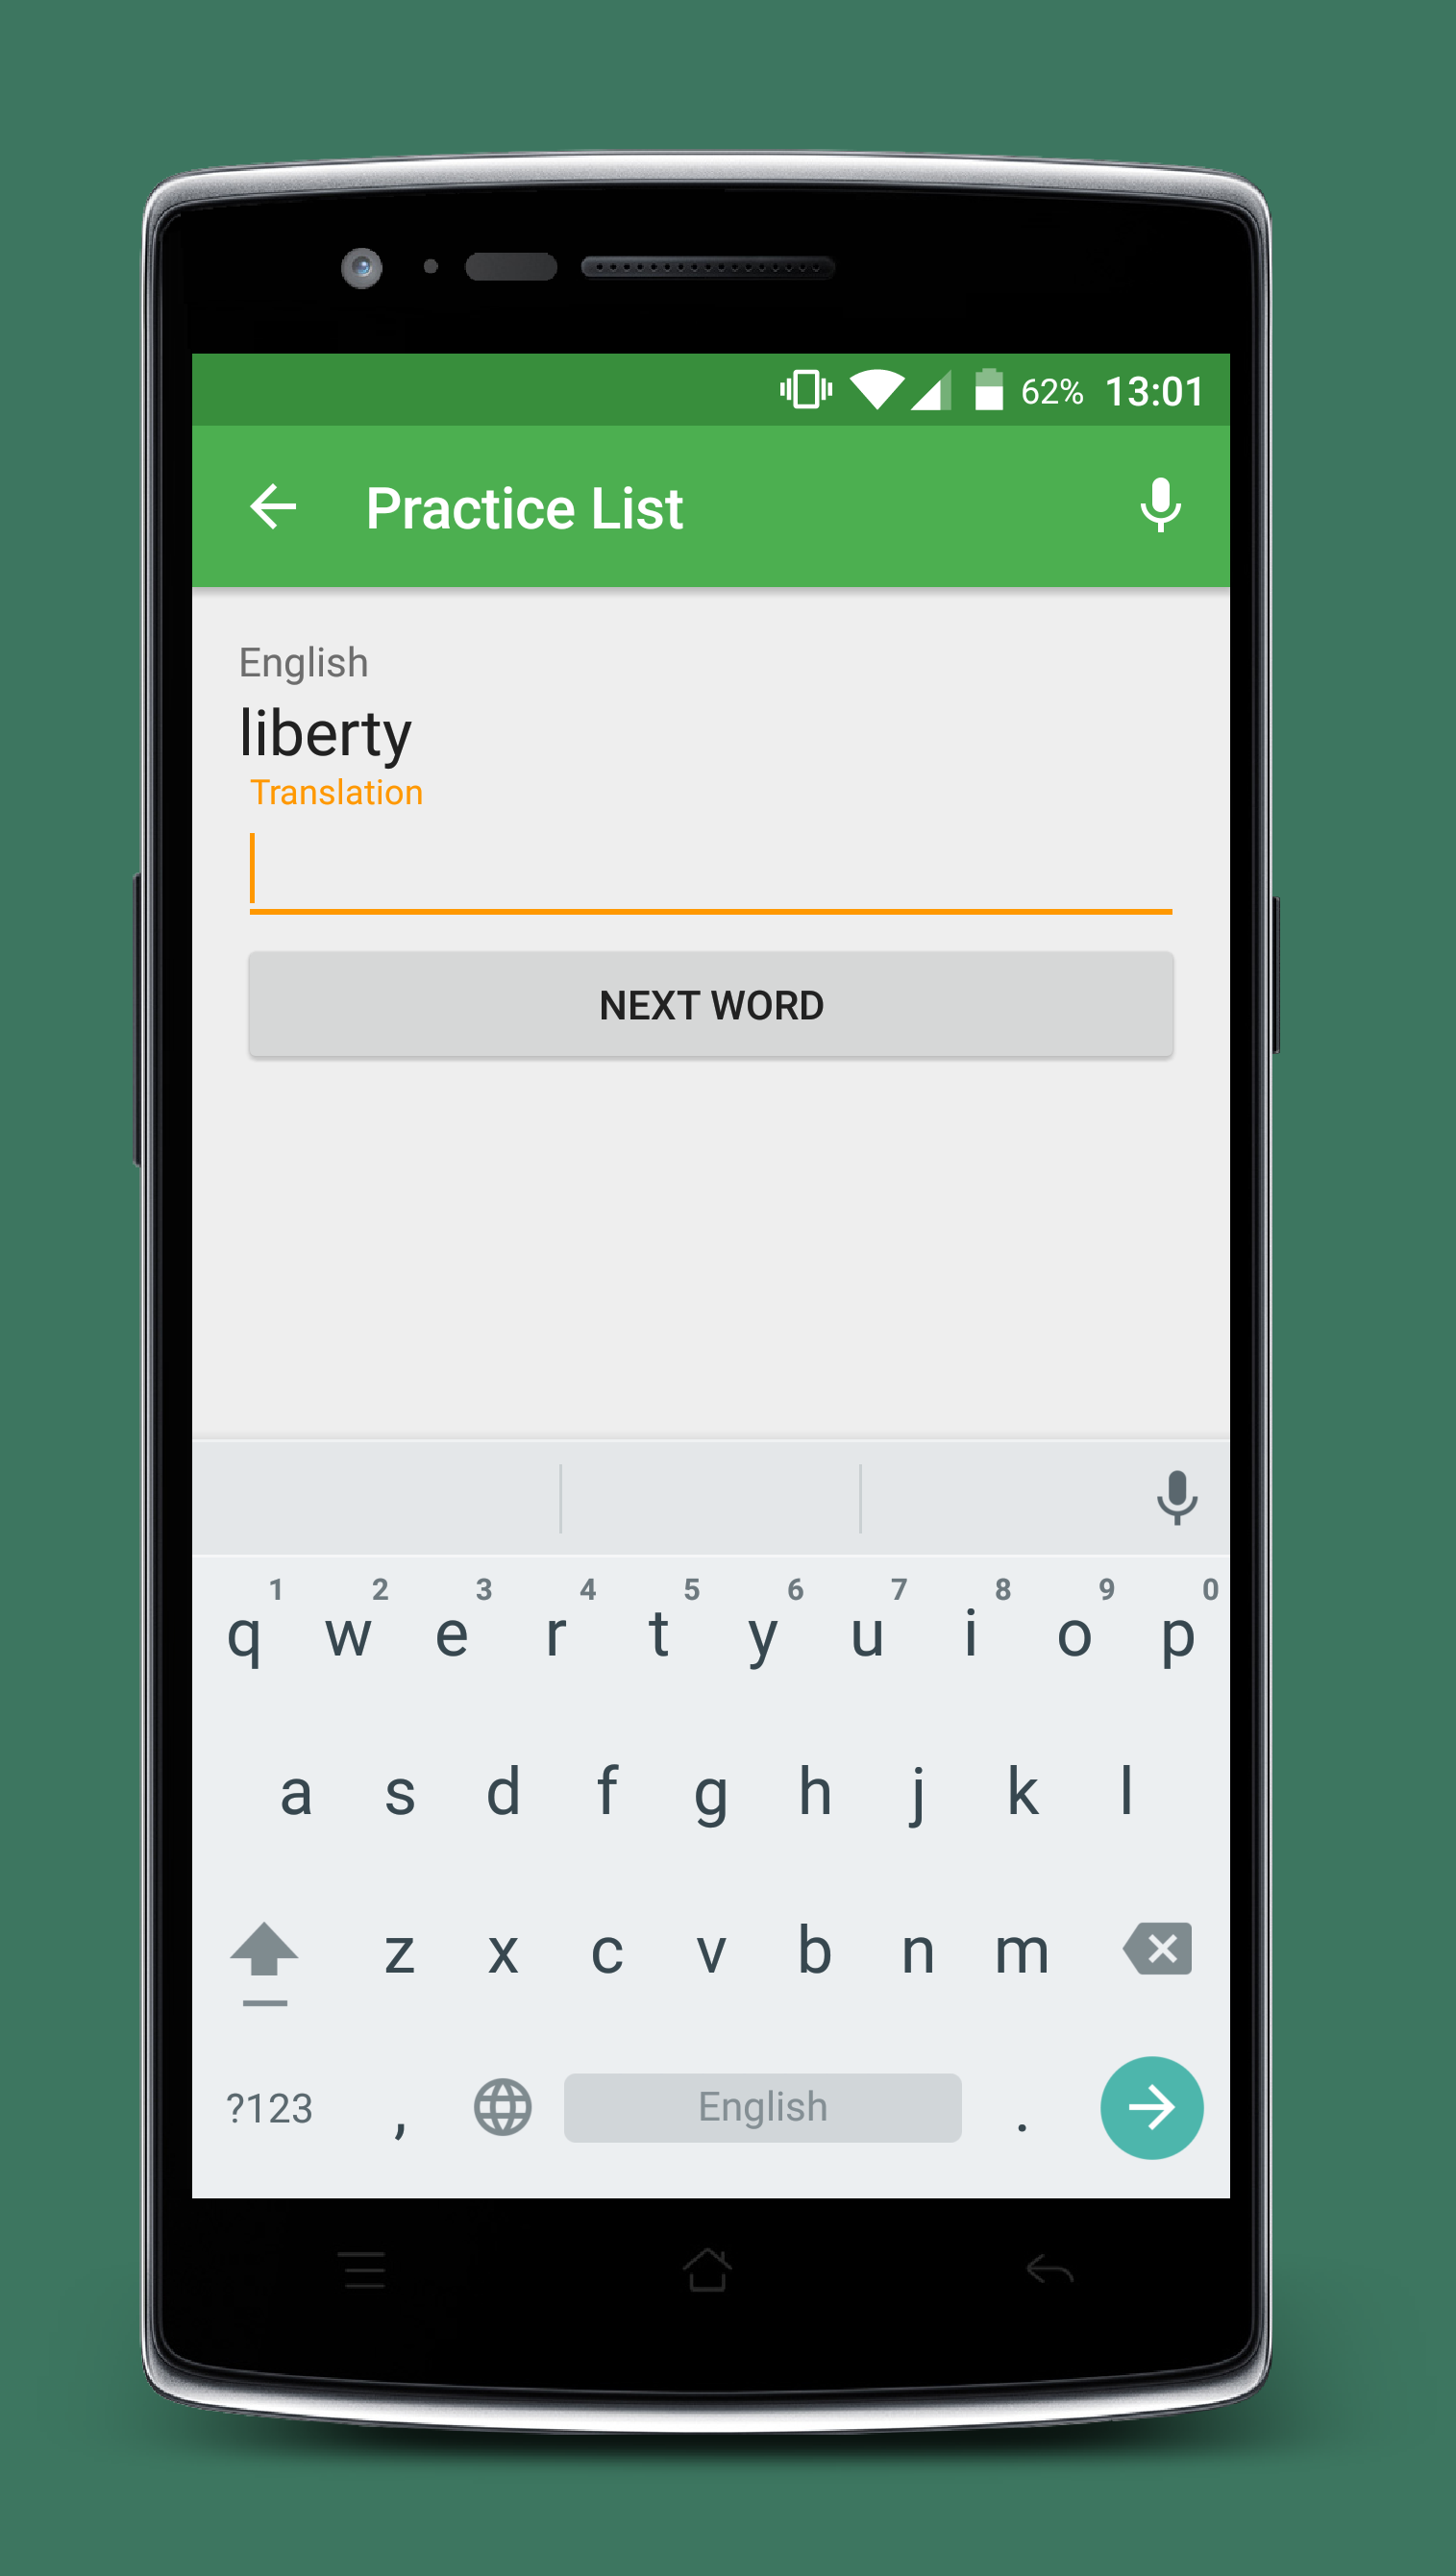 62% 13:01
Practice List
English
liberty
Translation
NEXT WORD
1 2 3 4 5 6 7 8 9 0
q w e r t y u i o p
a s d f g h j k l
z x c v b n m
?123 , English .